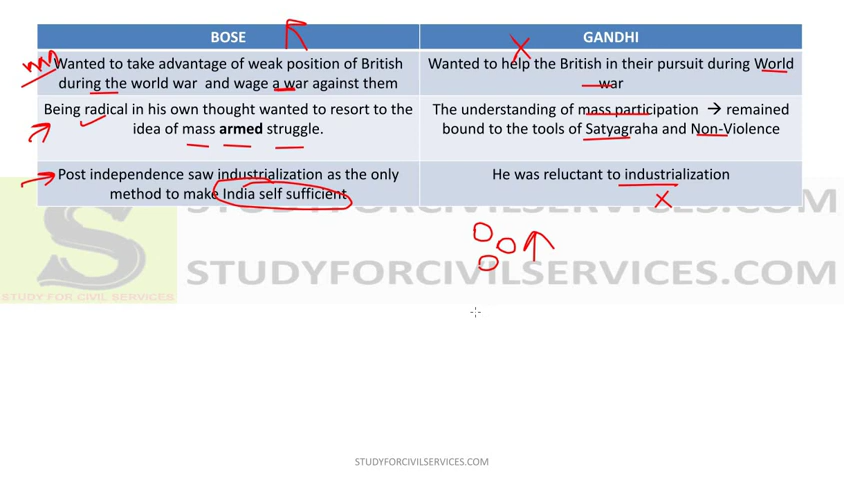 BOSE
GANDHI
Wanted to take advantage of weak position of British
during the world war and wage a war against them
Wanted to help the British in their pursuit during World
war
Being radical in his own thought wanted to resort to the
idea of mass armed struggle.
The understanding of mass participation → remained
bound to the tools of Satyagraha and Non-Violence
Post independence saw industrialization as the only
method to make India self sufficient
He was reluctant to industrialization
STUDYFORCIVILSERVICES.COM
S
STUDYFORCIVILSERVICES.COM
STUDY FOR CIVIL SERVICES
STUDYFORCIVILSERVICES.COM